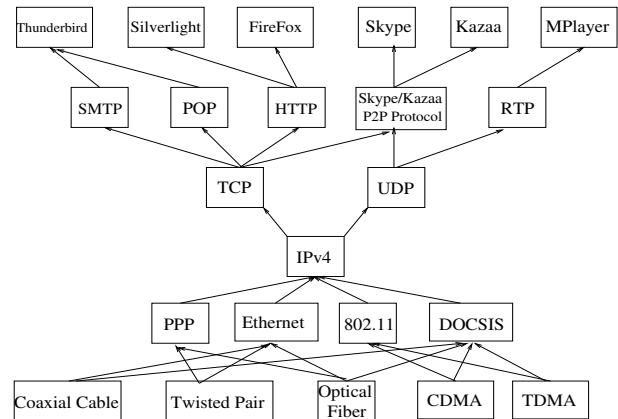 Thunderbird
Silverlight
FireFox
Skype
Kazaa
MPlayer
SMTP
POP
HTTP
Skype/Kazaa
P2P Protocol
RTP
TCP
UDP
IPv4
PPP
Ethernet
802.11
DOCSIS
Coaxial Cable
Twisted Pair
Optical
Fiber
CDMA
TDMA